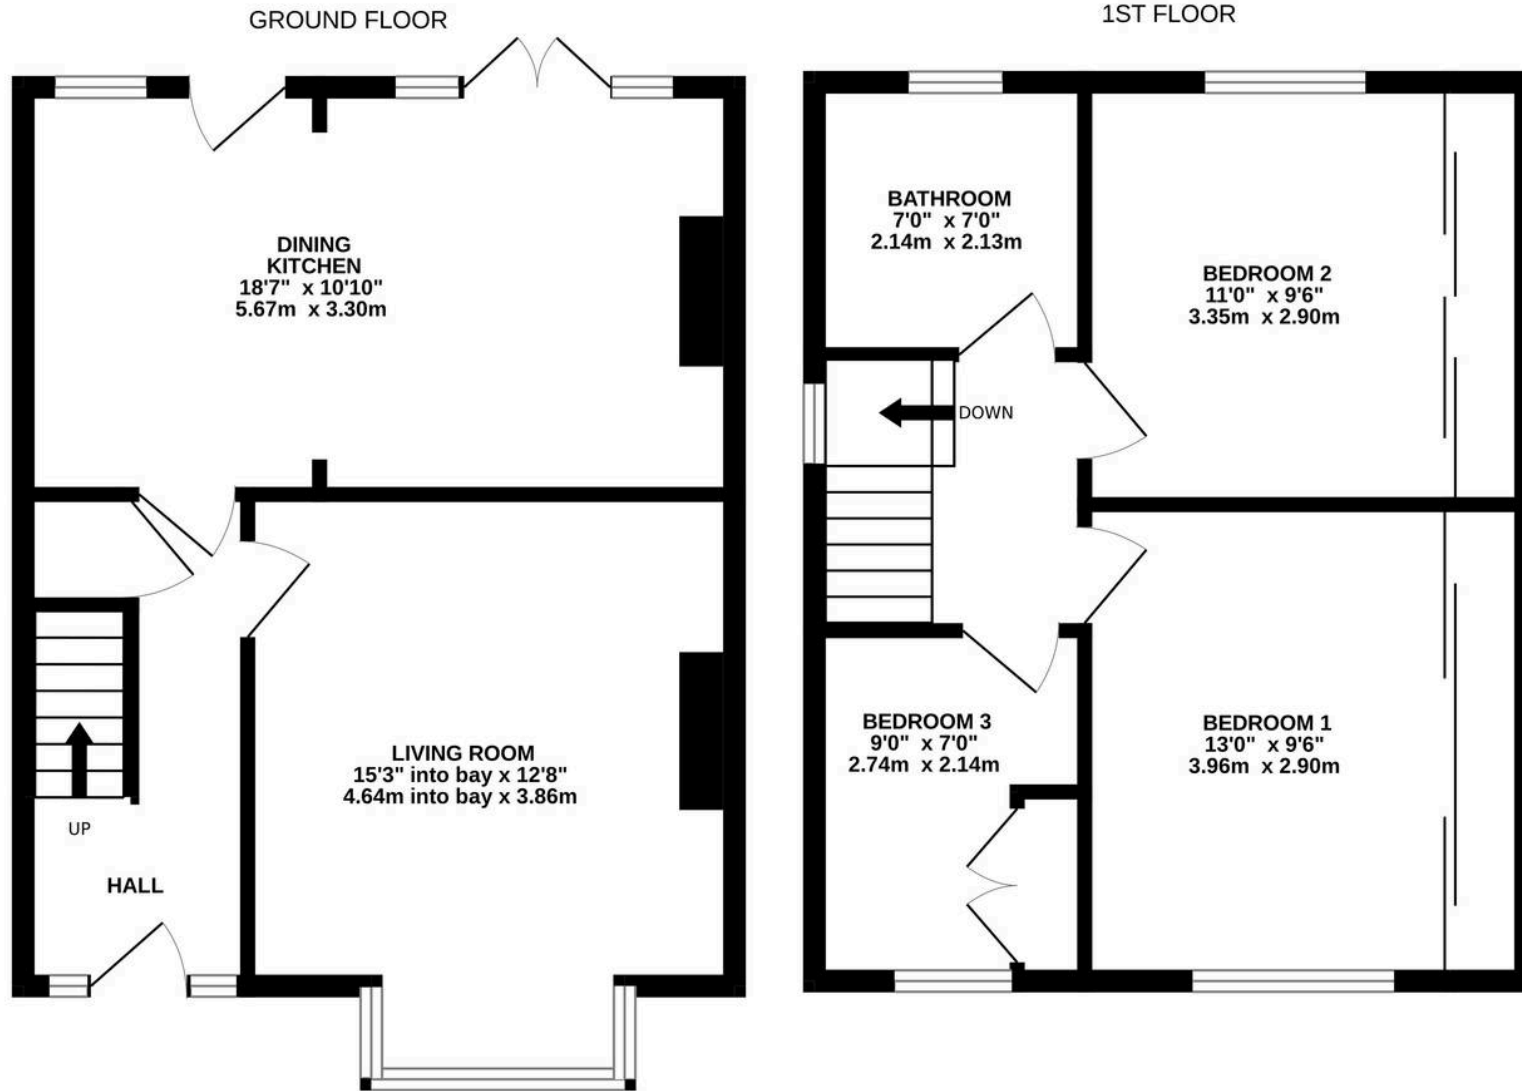 GROUND FLOOR
DINING
KITCHEN
18'7" x 10'10"
5.67m x 3.30m
LIVING ROOM
15'3" into bay x 12'8"
4.64m into bay x 3.86m
UP
HALL
1ST FLOOR
BATHROOM
7'0" x 7'0"
2.14m x 2.13m
BEDROOM 2
11'0" x 9'6"
3.35m x 2.90m
DOWN
BEDROOM 3
9'0" x 7'0"
2.74m x 2.14m
BEDROOM 1
13'0" x 9'6"
3.96m x 2.90m